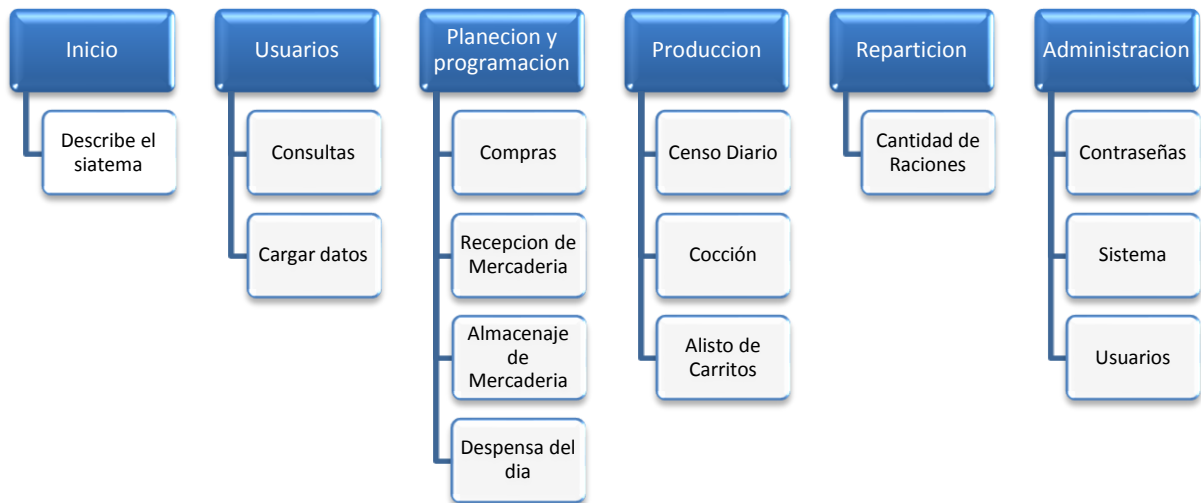 Inicio
Describe el
siatema
Usuarios
Consultas
Cargar datos
Planecion y
programacion
Compras
Recepcion de
Mercaderia
Almacenaje
de
Mercaderia
Despensa del
dia
Produccion
Censo Diario
Cocción
Alisto de
Carritos
Reparticion
Cantidad de
Raciones
Administracion
Contraseñas
Sistema
Usuarios